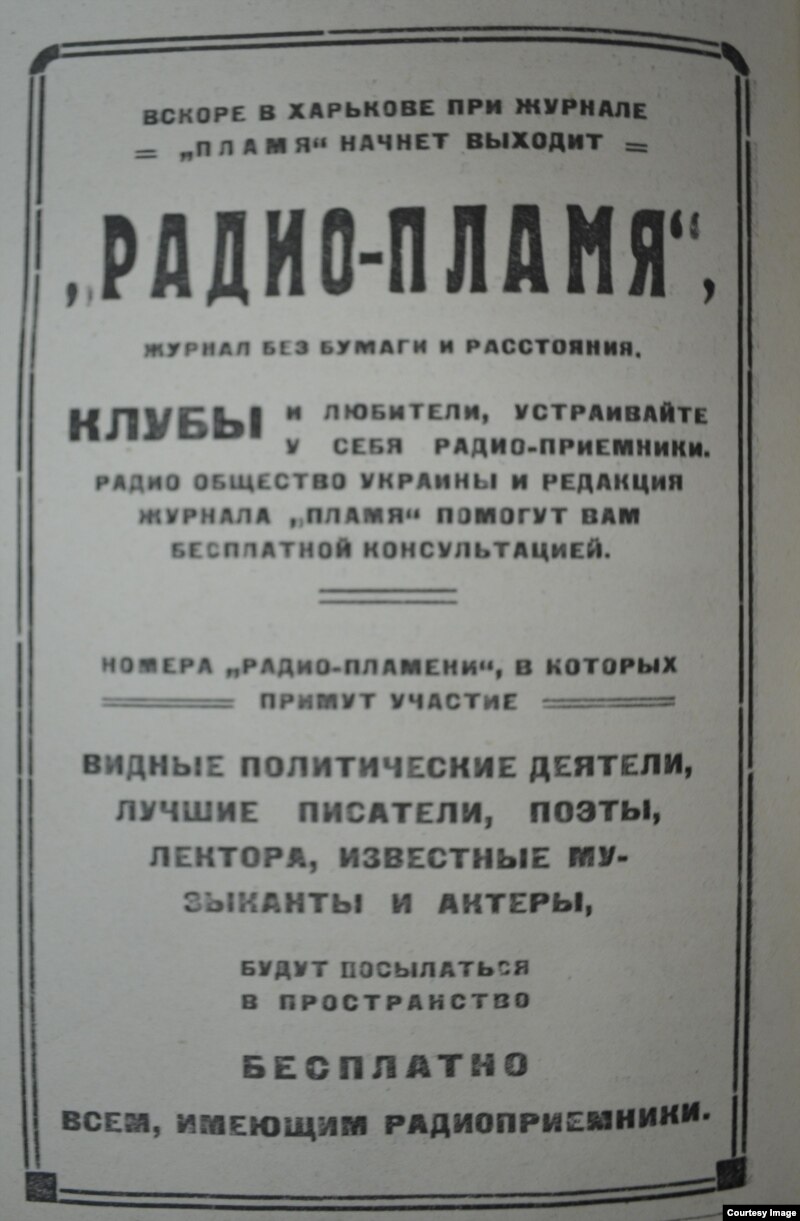 ВСКОРЕ В ХАРЬКОВЕ ПРИ ЖУРНАЛЕ
„ПЛАМЯ“ НАЧНЕТ ВЫХОДИТ
„РАДИО-ПЛАМЯ“,
ЖУРНАЛ БЕЗ БУМАГИ И РАССТОЯНИЯ.
КЛУБЫ И ЛЮБИТЕЛИ, УСТРАИВАЙТЕ
У СЕБЯ РАДИО-ПРИЕМНИКИ.
РАДИО ОБЩЕСТВО УКРАИНЫ И РЕДАКЦИЯ
ЖУРНАЛА „ПЛАМЯ“ ПОМОГУТ ВАМ
БЕСПЛАТНОЙ КОНСУЛЬТАЦИЕЙ.
НОМЕРА „РАДИО-ПЛАМЕНИ“, В КОТОРЫХ
ПРИМУТ УЧАСТИЕ
ВИДНЫЕ ПОЛИТИЧЕСКИЕ ДЕЯТЕЛИ,
ЛУЧШИЕ ПИСАТЕЛИ, ПОЭТЫ,
ЛЕКТОРА, ИЗВЕСТНЫЕ МУ-
ЗЫКАНТЫ И АКТЕРЫ,
БУДУТ ПОСЫЛАТЬСЯ
В ПРОСТРАНСТВО
БЕСПЛАТНО
ВСЕМ, ИМЕЮЩИМ РАДИОПРИЕМНИКИ.
Courtesy Image